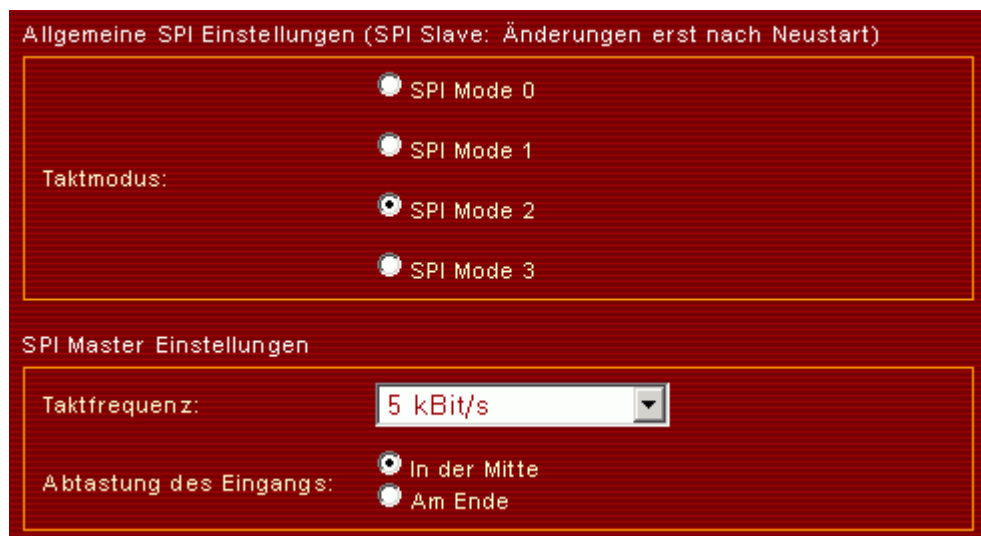 Allgemeine SPI Einstellungen (SPI Slave: Änderungen erst nach Neustart)
Taktmodus:
SPI Mode 0
SPI Mode 1
SPI Mode 2
SPI Mode 3
SPI Master Einstellungen
Taktfrequenz: 5 kBit/s
Abtastung des Eingangs:
In der Mitte
Am Ende